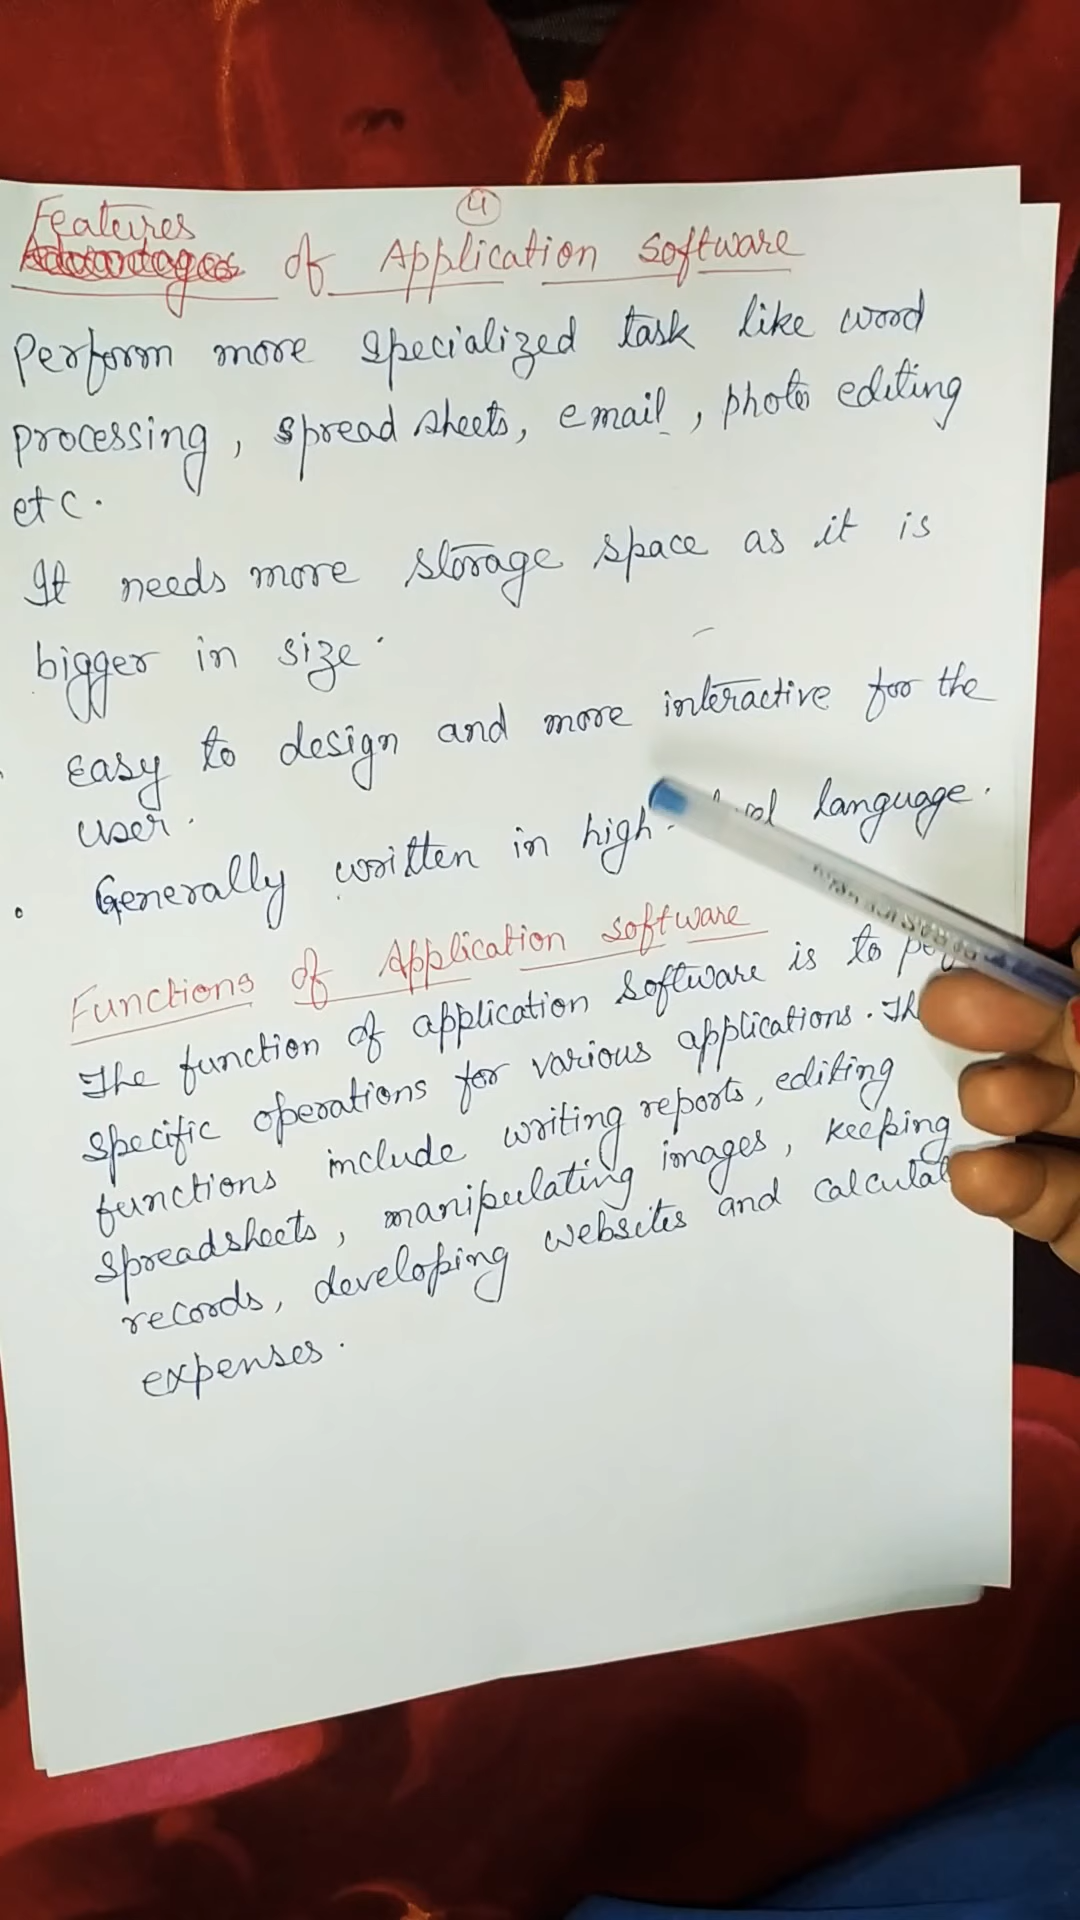 4
Features
Advantages of Application software
Perform more specialized task like word
processing, spread sheets, email, photo editing
etc.
It needs more storage space as it is
bigger in size.
Easy to design and more interactive for the
user.
• Generally written in high- language.
Functions of Application software
The function of application software is to
specific operations for various applications.
functions include writing reports, editing
spreadsheets, manipulating images, keeping
records, developing websites and
expenses.